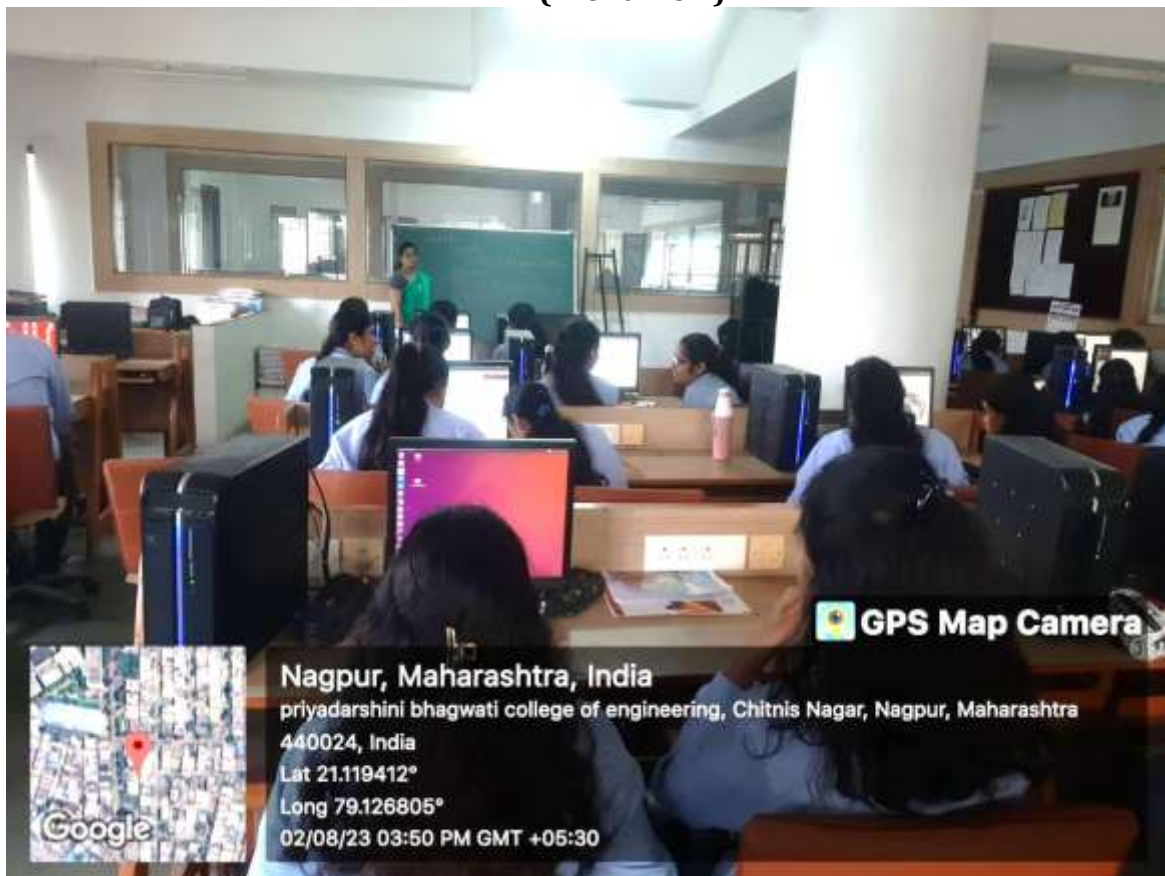 GPS Map Camera
Nagpur, Maharashtra, India
priyadarshini bhagwati college of engineering, Chitnis Nagar, Nagpur, Maharashtra
440024, India
Lat 21.119412°
Long 79.126805°
02/08/23 03:50 PM GMT +05:30
Google